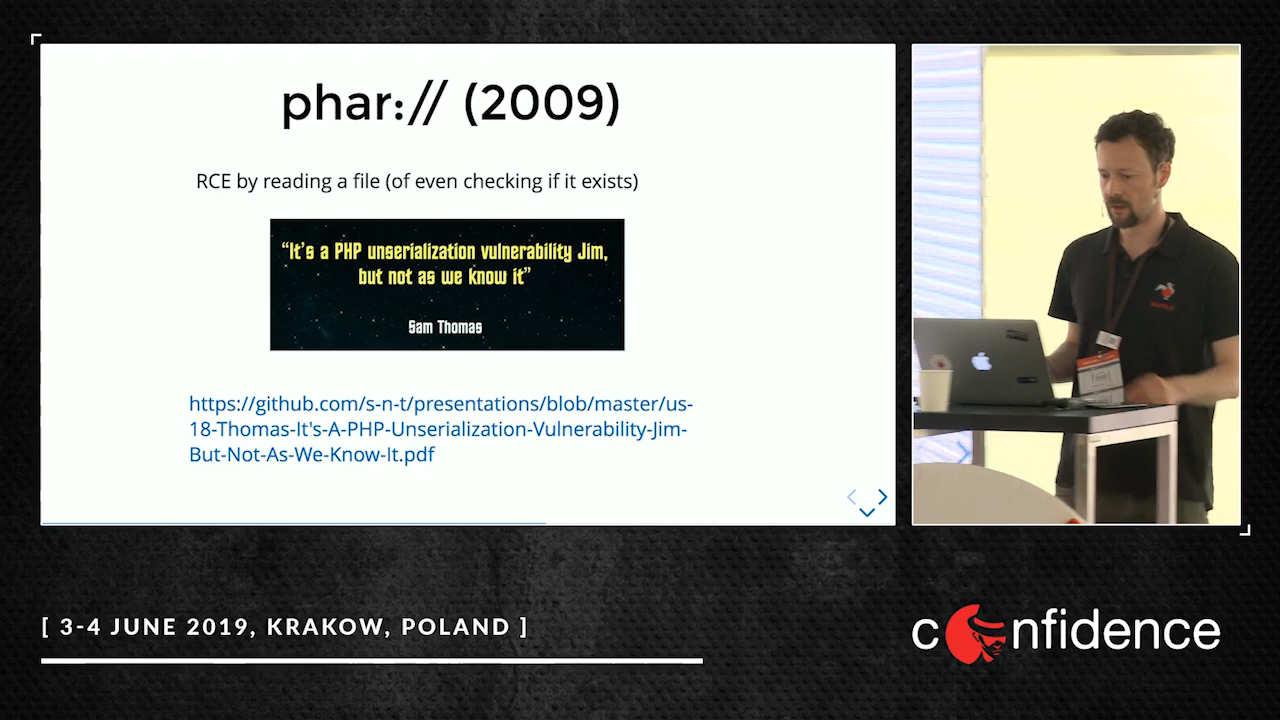 phar:// (2009)
RCE by reading a file (of even checking if it exists)
“It's a PHP unserialization vulnerability Jim,
but not as we know it”
Sam Thomas
https://github.com/s-n-t/presentations/blob/master/us-
18-Thomas-It's-A-PHP-Unserialization-Vulnerability-Jim-
But-Not-As-We-Know-It.pdf
[ 3-4 JUNE 2019, KRAKOW, POLAND ]
confidence